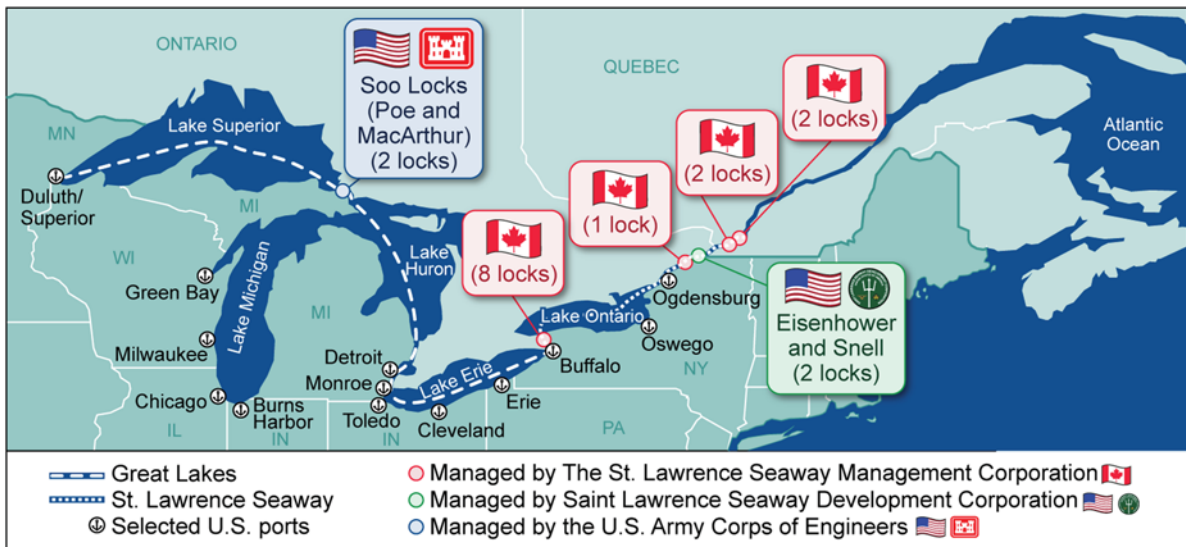 ONTARIO
QUEBEC
MN
Lake Superior
Soo Locks
(Poe and
MacArthur)
(2 locks)
(2 locks)
(2 locks)
Atlantic
Ocean
Duluth/
Superior
MI
(1 lock)
WI
Lake Michigan
Lake
Huron
(8 locks)
Green Bay
MI
Ogdensburg
Lake Ontario
Oswego
Eisenhower
and Snell
(2 locks)
Milwaukee
Detroit
Monroe
Toledo
Lake Erie
Buffalo
NY
Chicago
Burns
Harbor
Cleveland
Erie
IL
IN
IN
PA
Great Lakes
St. Lawrence Seaway
Selected U.S. ports
Managed by The St. Lawrence Seaway Management Corporation
Managed by Saint Lawrence Seaway Development Corporation
Managed by the U.S. Army Corps of Engineers